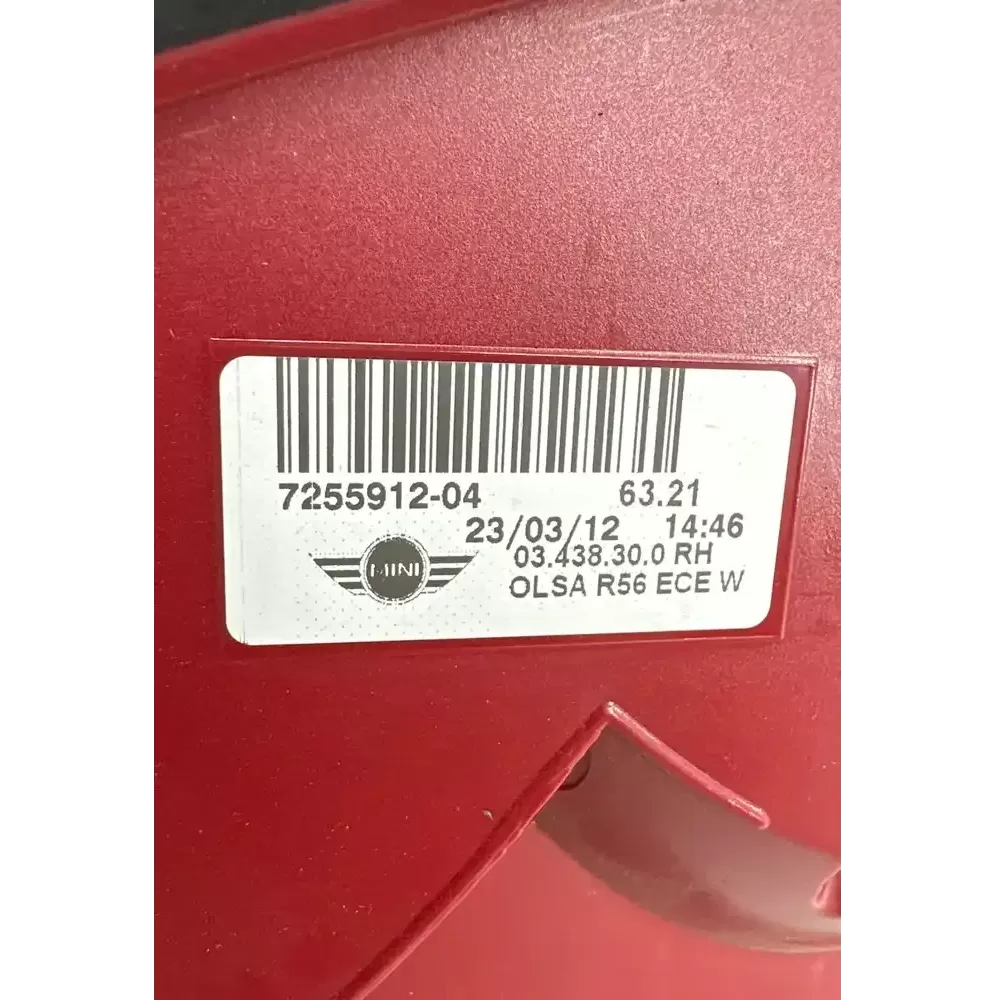 7255912-04 63.21
23/03/12 14:46
03.438.30.0 RH
MINI
OLSA R56 ECE W